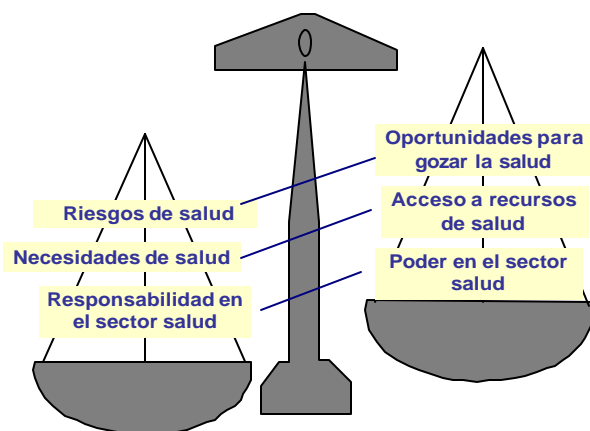 Oportunidades para
gozar la salud
Riesgos de salud
Acceso a recursos
de salud
Necesidades de salud
Poder en el sector
salud
Responsabilidad en
el sector salud